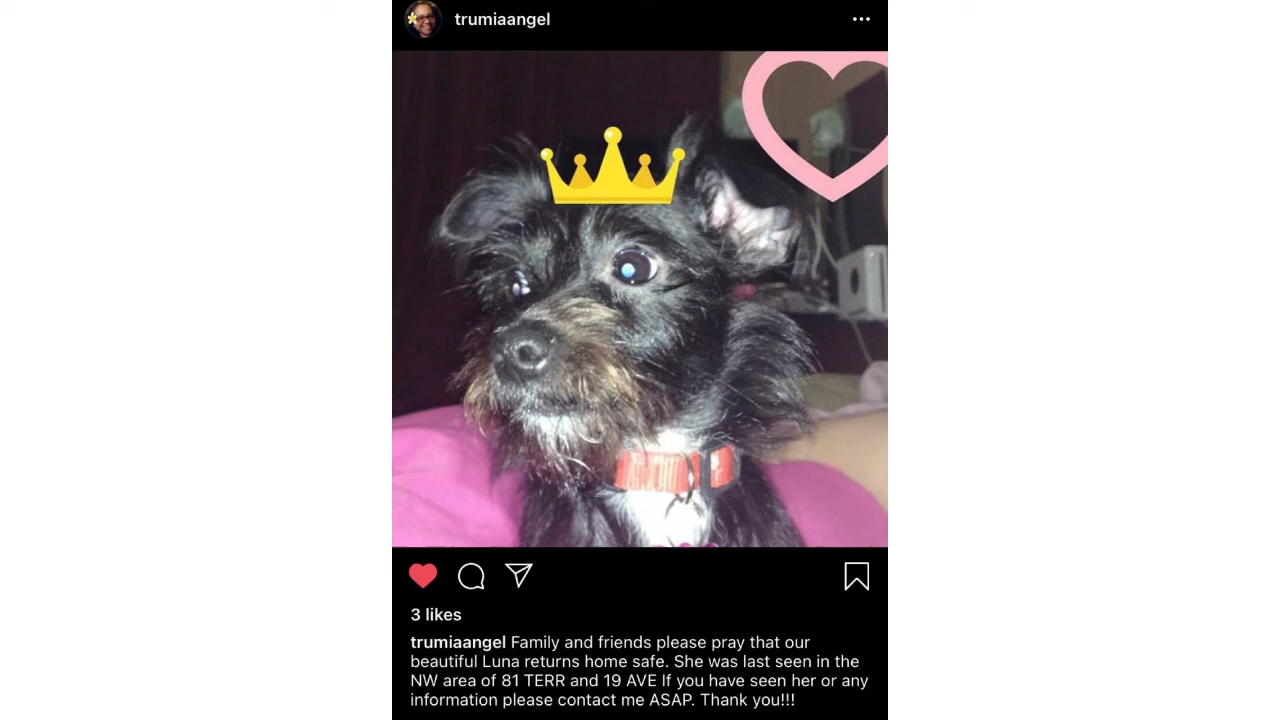 trumiaangel
3 likes
trumiaangel Family and friends please pray that our
beautiful Luna returns home safe. She was last seen in the
NW area of 81 TERR and 19 AVE If you have seen her or any
information please contact me ASAP. Thank you!!!